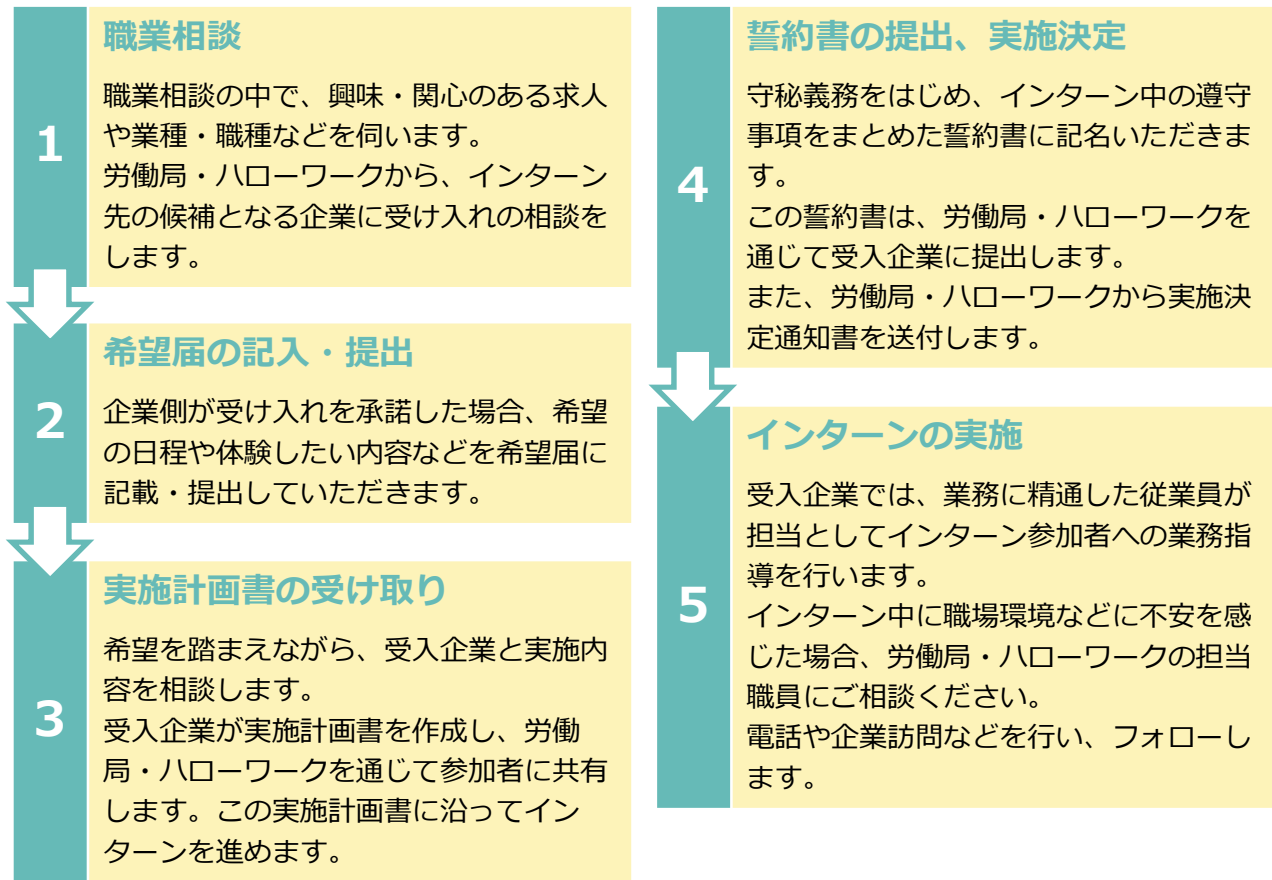 1
職業相談
職業相談の中で、興味・関心のある求人
や業種・職種などを伺います。
労働局・ハローワークから、インターン
先の候補となる企業に受け入れの相談を
します。
2
希望届の記入・提出
企業側が受け入れを承諾した場合、希望
の日程や体験したい内容などを希望届に
記載・提出していただきます。
3
実施計画書の受け取り
希望を踏まえながら、受入企業と実施内
容を相談します。
受入企業が実施計画書を作成し、労働
局・ハローワークを通じて参加者に共有
します。この実施計画書に沿ってイン
ターンを進めます。
4
誓約書の提出、実施決定
守秘義務をはじめ、インターン中の遵守
事項をまとめた誓約書に記名いただきま
す。
この誓約書は、労働局・ハローワークを
通じて受入企業に提出します。
また、労働局・ハローワークから実施決
定通知書を送付します。
5
インターンの実施
受入企業では、業務に精通した従業員が
担当としてインターン参加者への業務指
導を行います。
インターン中に職場環境などに不安を感
じた場合、労働局・ハローワークの担当
職員にご相談ください。
電話や企業訪問などを行い、フォローし
ます。